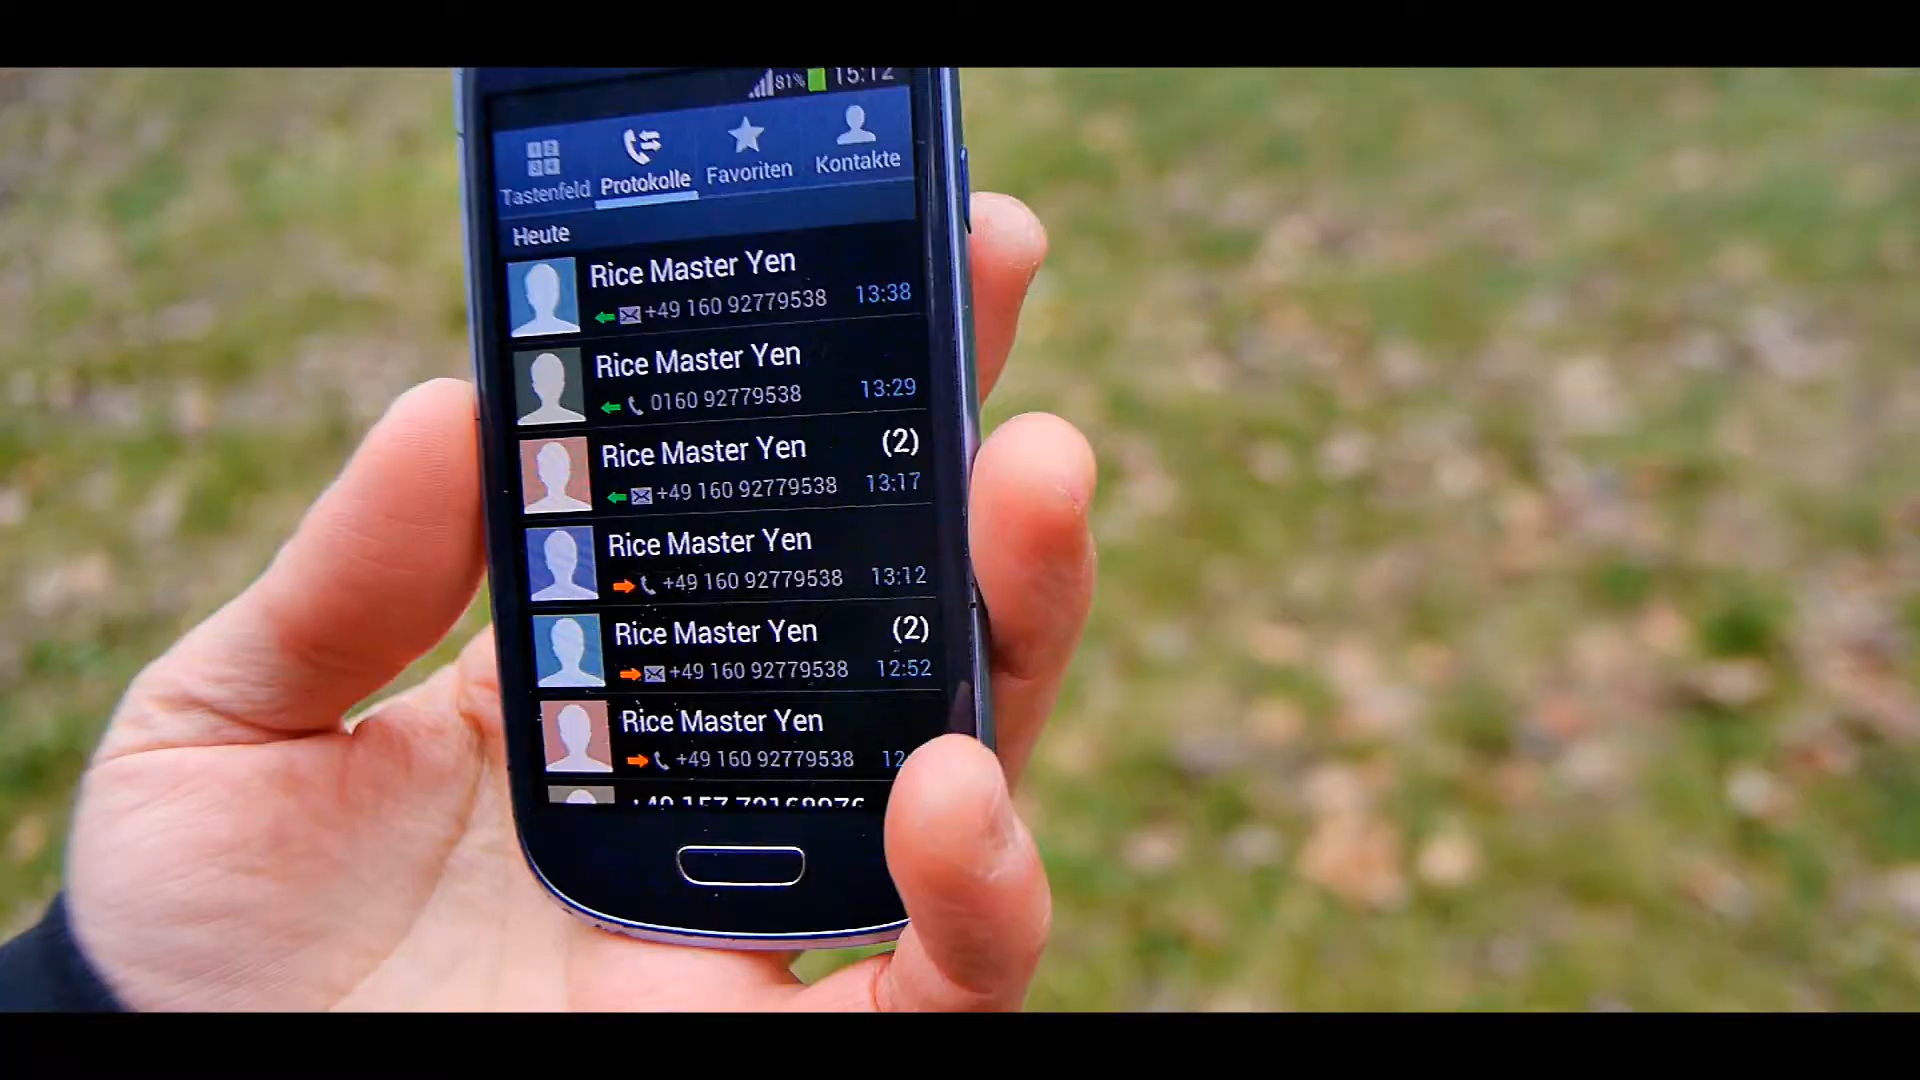 81% 15:12
Tastenfeld Protokolle Favoriten Kontakte
Heute
Rice Master Yen
+49 160 92779538 13:38
Rice Master Yen
0160 92779538 13:29
Rice Master Yen (2)
+49 160 92779538 13:17
Rice Master Yen
+49 160 92779538 13:12
Rice Master Yen (2)
+49 160 92779538 12:52
Rice Master Yen
+49 160 92779538